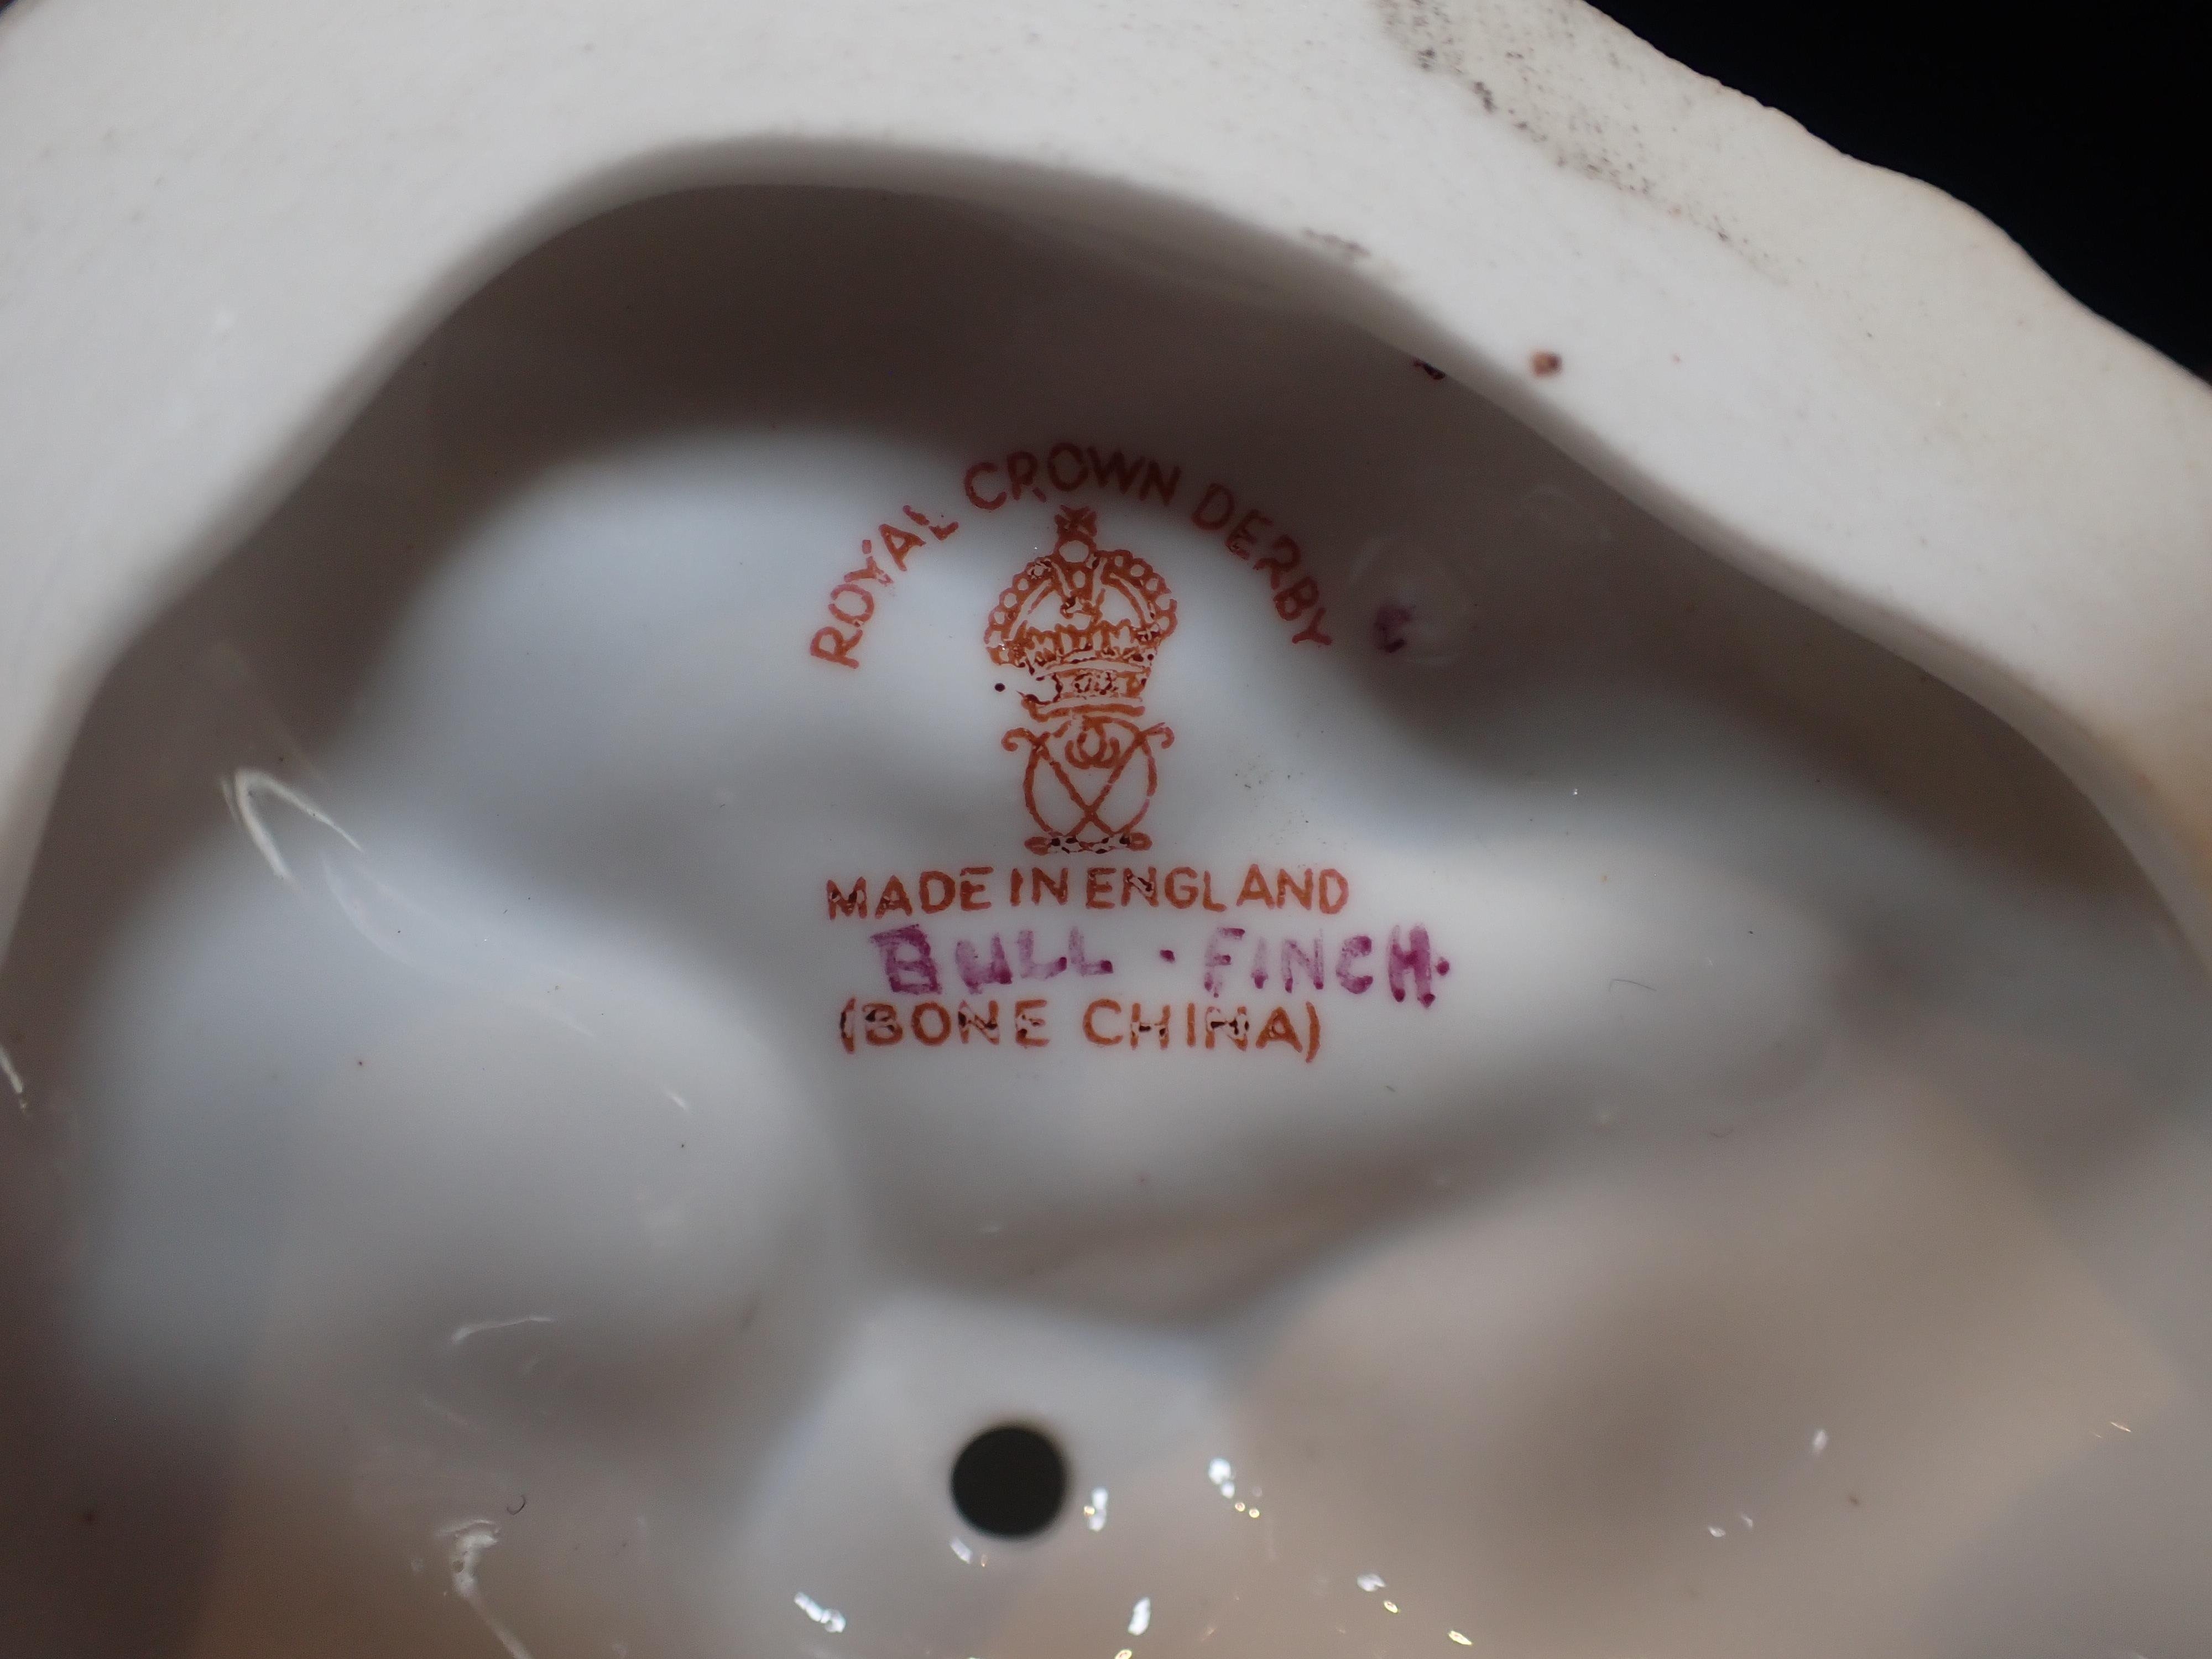 ROYAL CROWN DERBY
MADE IN ENGLAND
BULL · FINCH.
(BONE CHINA)